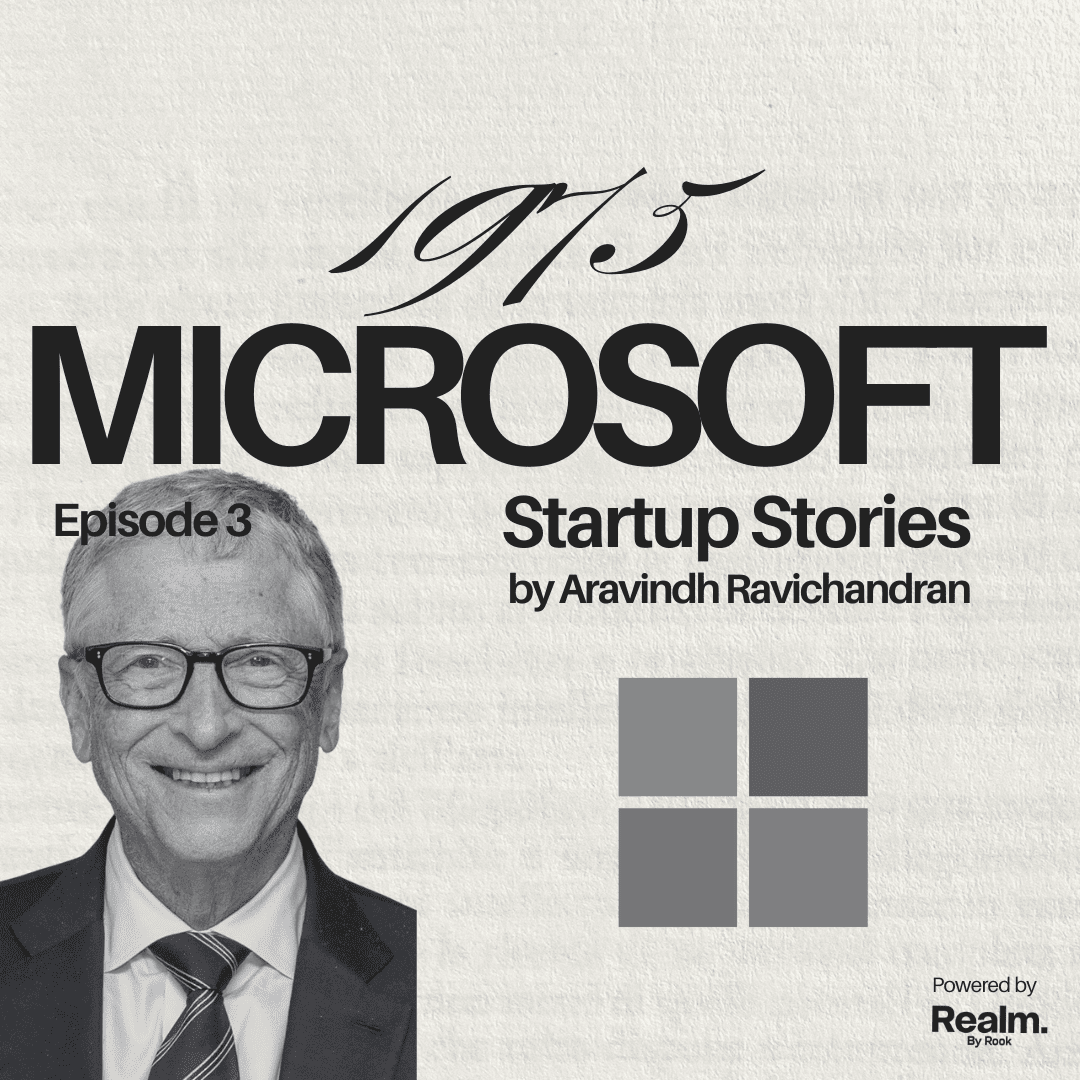 1975
MICROSOFT
Episode 3
Startup Stories
by Aravindh Ravichandran
Powered by
Realm.
By Rook